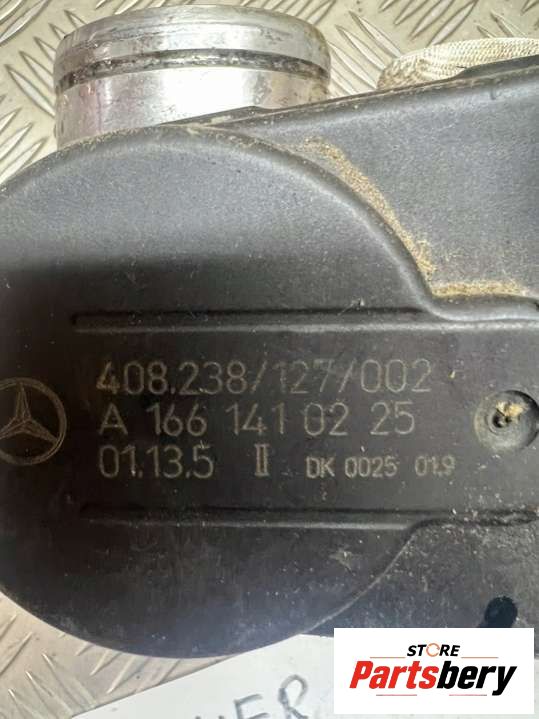 408.238/127/002
A 166 141 02 25
01.13.5 II DK 0025 01.9
STORE
Partsbery